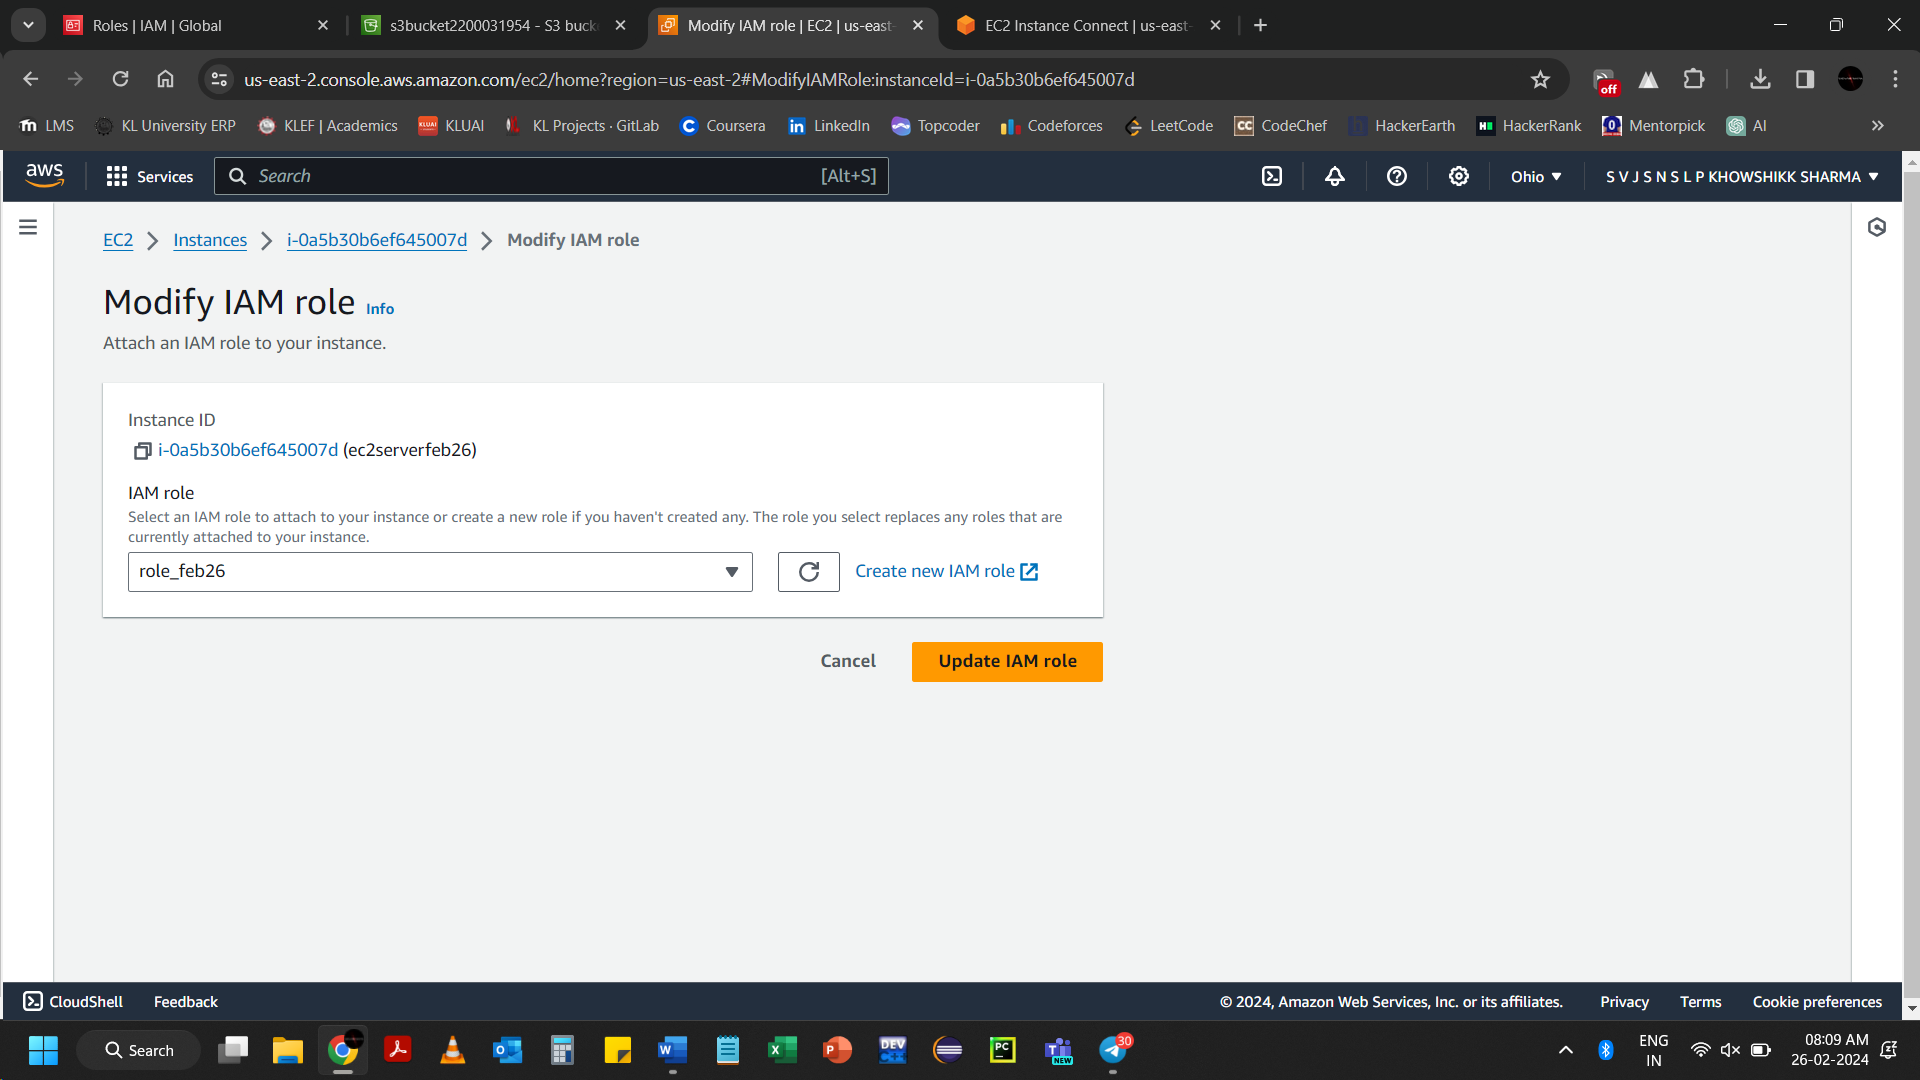 Roles | IAM | Global
s3bucket2200031954 - S3 buck
Modify IAM role | EC2 | us-east-
EC2 Instance Connect | us-east-
us-east-2.console.aws.amazon.com/ec2/home?region=us-east-2#ModifyIAMRole:instanceId=i-0a5b30b6ef645007d
off
LMS
KL University ERP
KLEF | Academics
KLUAI
KL Projects · GitLab
Coursera
LinkedIn
Topcoder
Codeforces
LeetCode
CodeChef
HackerEarth
HackerRank
Mentorpick
AI
aws
Services
Search
[Alt+S]
Ohio
S V J S N S L P KHOWSHIKK SHARMA
EC2
Instances
i-0a5b30b6ef645007d
Modify IAM role
Modify IAM role Info
Attach an IAM role to your instance.
Instance ID
i-0a5b30b6ef645007d (ec2serverfeb26)
IAM role
Select an IAM role to attach to your instance or create a new role if you haven't created any. The role you select replaces any roles that are
currently attached to your instance.
role_feb26
Create new IAM role
Cancel
Update IAM role
CloudShell
Feedback
© 2024, Amazon Web Services, Inc. or its affiliates.
Privacy
Terms
Cookie preferences
Search
DEV
PC
NEW
30
ENG
IN
08:09 AM
26-02-2024